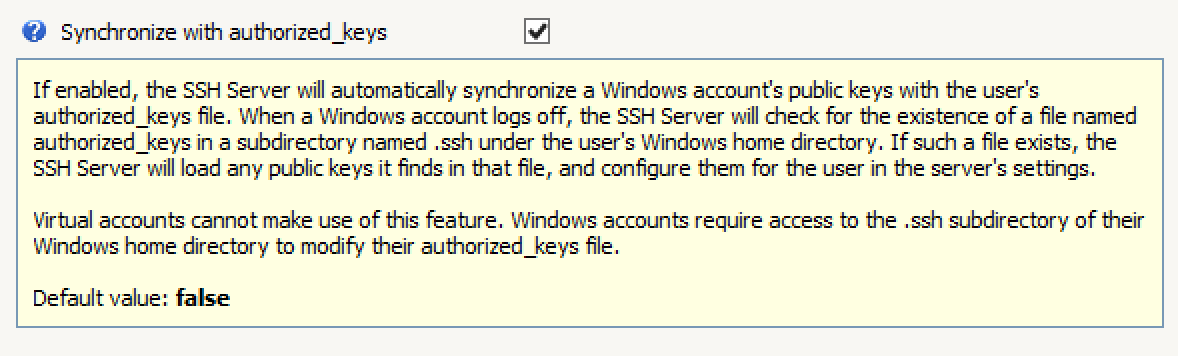 Synchronize with authorized_keys
If enabled, the SSH Server will automatically synchronize a Windows account's public keys with the user's
authorized_keys file. When a Windows account logs off, the SSH Server will check for the existence of a file named
authorized_keys in a subdirectory named .ssh under the user's Windows home directory. If such a file exists, the
SSH Server will load any public keys it finds in that file, and configure them for the user in the server's settings.
Virtual accounts cannot make use of this feature. Windows accounts require access to the .ssh subdirectory of their
Windows home directory to modify their authorized_keys file.
Default value: false